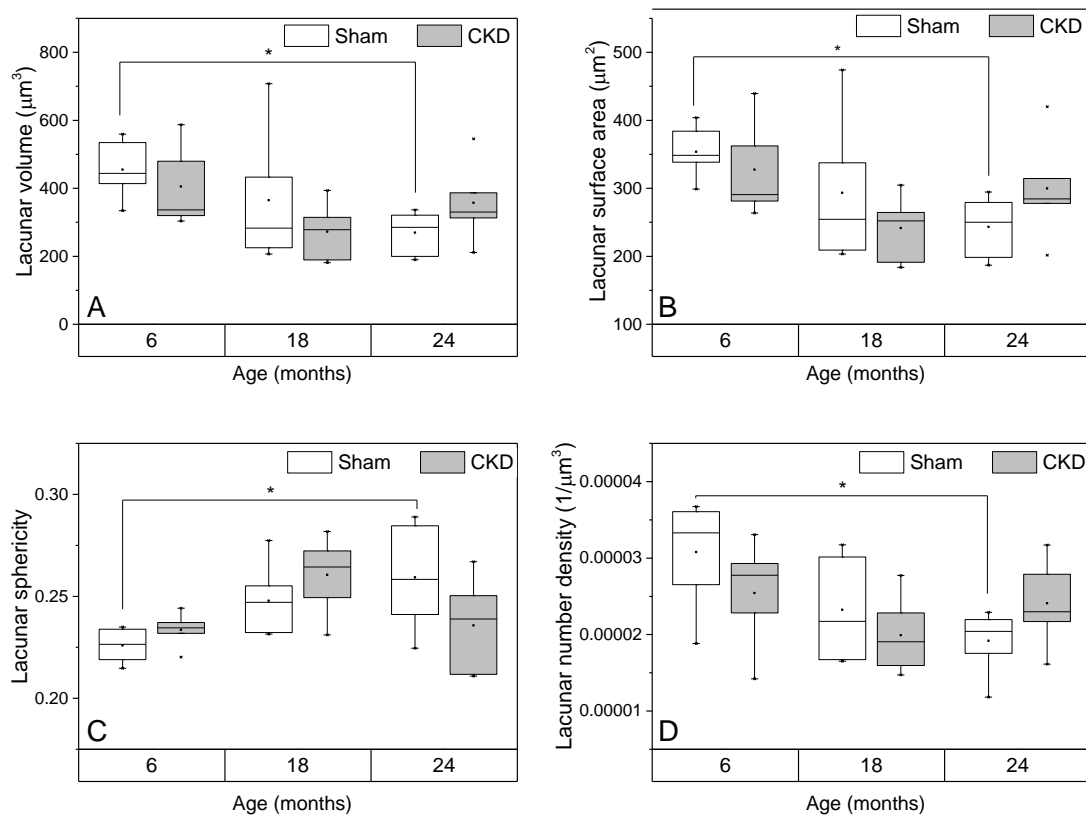 Sham CKD
*
Lacunar volume (μm³)
800
600
400
200
0
A
6 18 24
Age (months)
Sham CKD
*
Lacunar surface area (μm²)
500
450
400
350
300
250
200
100
B
6 18 24
Age (months)
Sham CKD
*
Lacunar sphericity
0.30
0.25
0.20
C
6 18 24
Age (months)
Sham CKD
*
Lacunar number density (1/μm³)
0.00004
0.00003
0.00002
0.00001
D
6 18 24
Age (months)